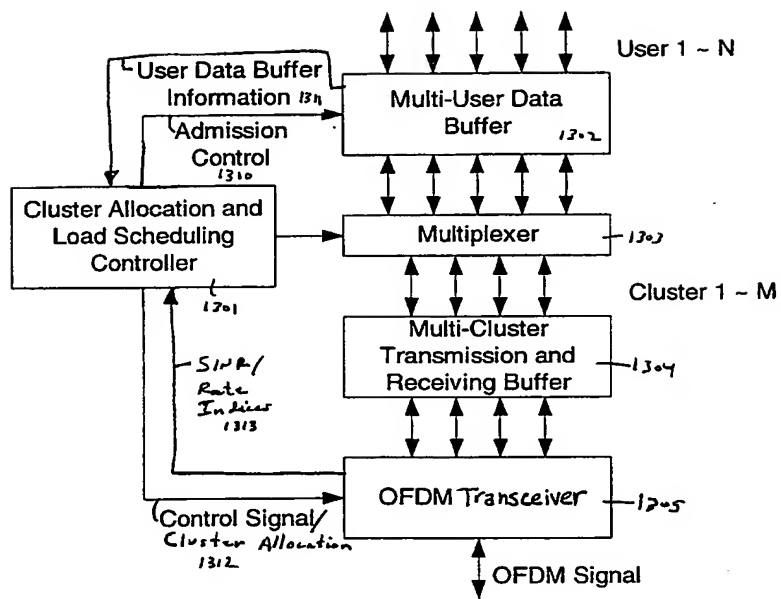 User 1 ~ N
User Data Buffer
Information 1311
Multi-User Data
Buffer
1302
Admission
Control
1310
Cluster Allocation and
Load Scheduling
Controller
1301
Multiplexer
1303
Cluster 1 ~ M
Multi-Cluster
Transmission and
Receiving Buffer
1304
SINR/
Rate
Indices
1313
OFDM Transceiver
1305
Control Signal/
Cluster Allocation
1312
OFDM Signal